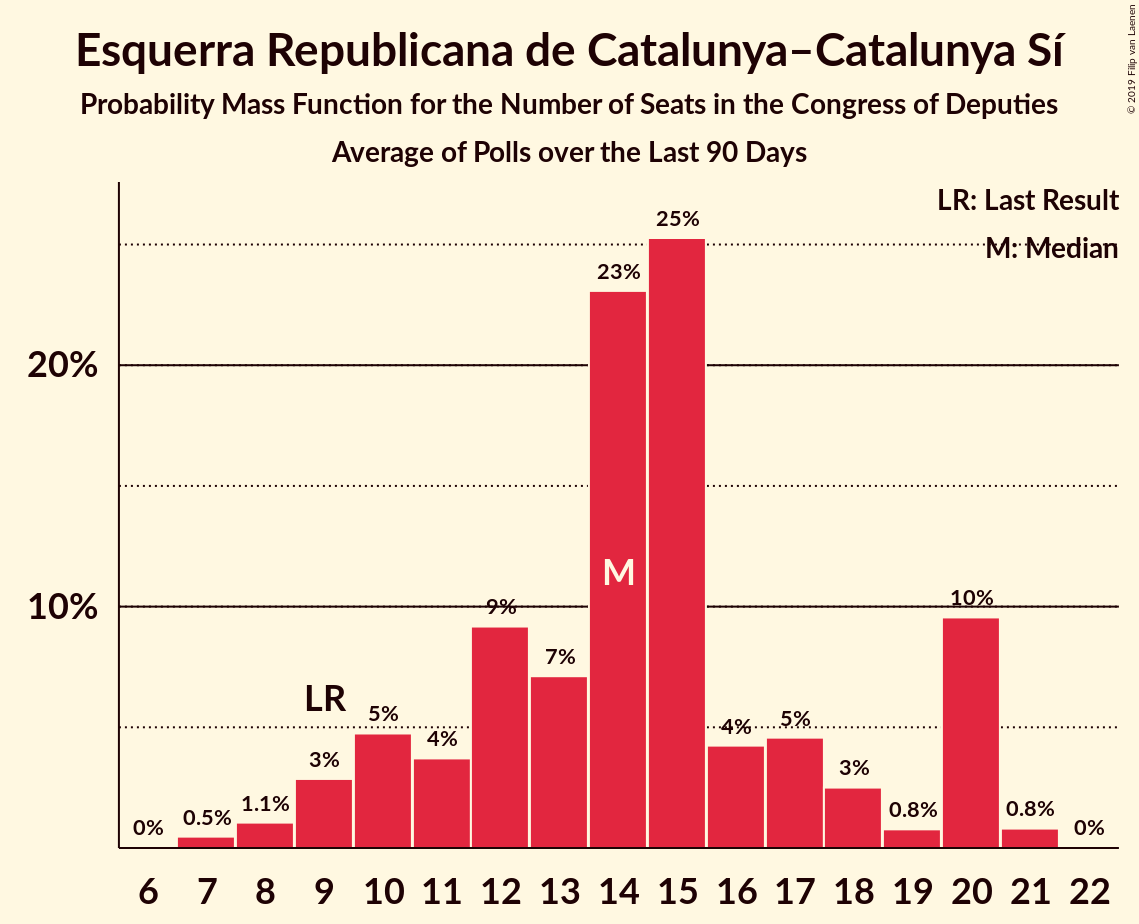 Esquerra Republicana de Catalunya–Catalunya Sí
Probability Mass Function for the Number of Seats in the Congress of Deputies
Average of Polls over the Last 90 Days
© 2019 Filip van Laenen
LR: Last Result
M: Median
25%
23%
20%
M
10%
9%
10%
7%
LR
5%
4%
4%
5%
3%
3%
0%
0.5%
1.1%
0.8%
0.8%
0%
6 7 8 9 10 11 12 13 14 15 16 17 18 19 20 21 22